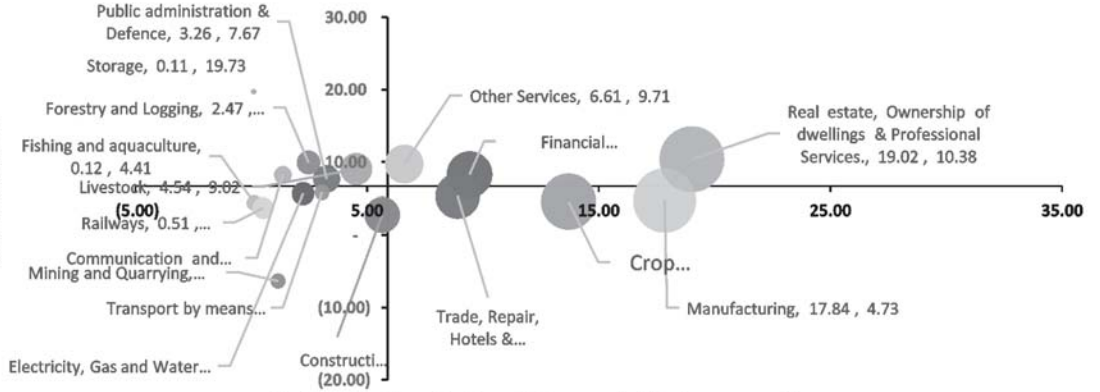 Public administration &
Defence, 3.26 , 7.67
30.00
Storage, 0.11 , 19.73
20.00
Forestry and Logging, 2.47 ,...
Other Services, 6.61 , 9.71
Real estate, Ownership of
dwellings & Professional
Services., 19.02 , 10.38
Fishing and aquaculture,
0.12 , 4.41
10.00
Financial...
Livestock, 4.54 , 9.02
(5.00) 5.00 15.00 25.00 35.00
Railways, 0.51 ,...
-
Communication and...
Mining and Quarrying,...
Crop...
Transport by means...
(10.00)
Manufacturing, 17.84 , 4.73
Trade, Repair,
Hotels &...
Electricity, Gas and Water...
Constructi...
(20.00)